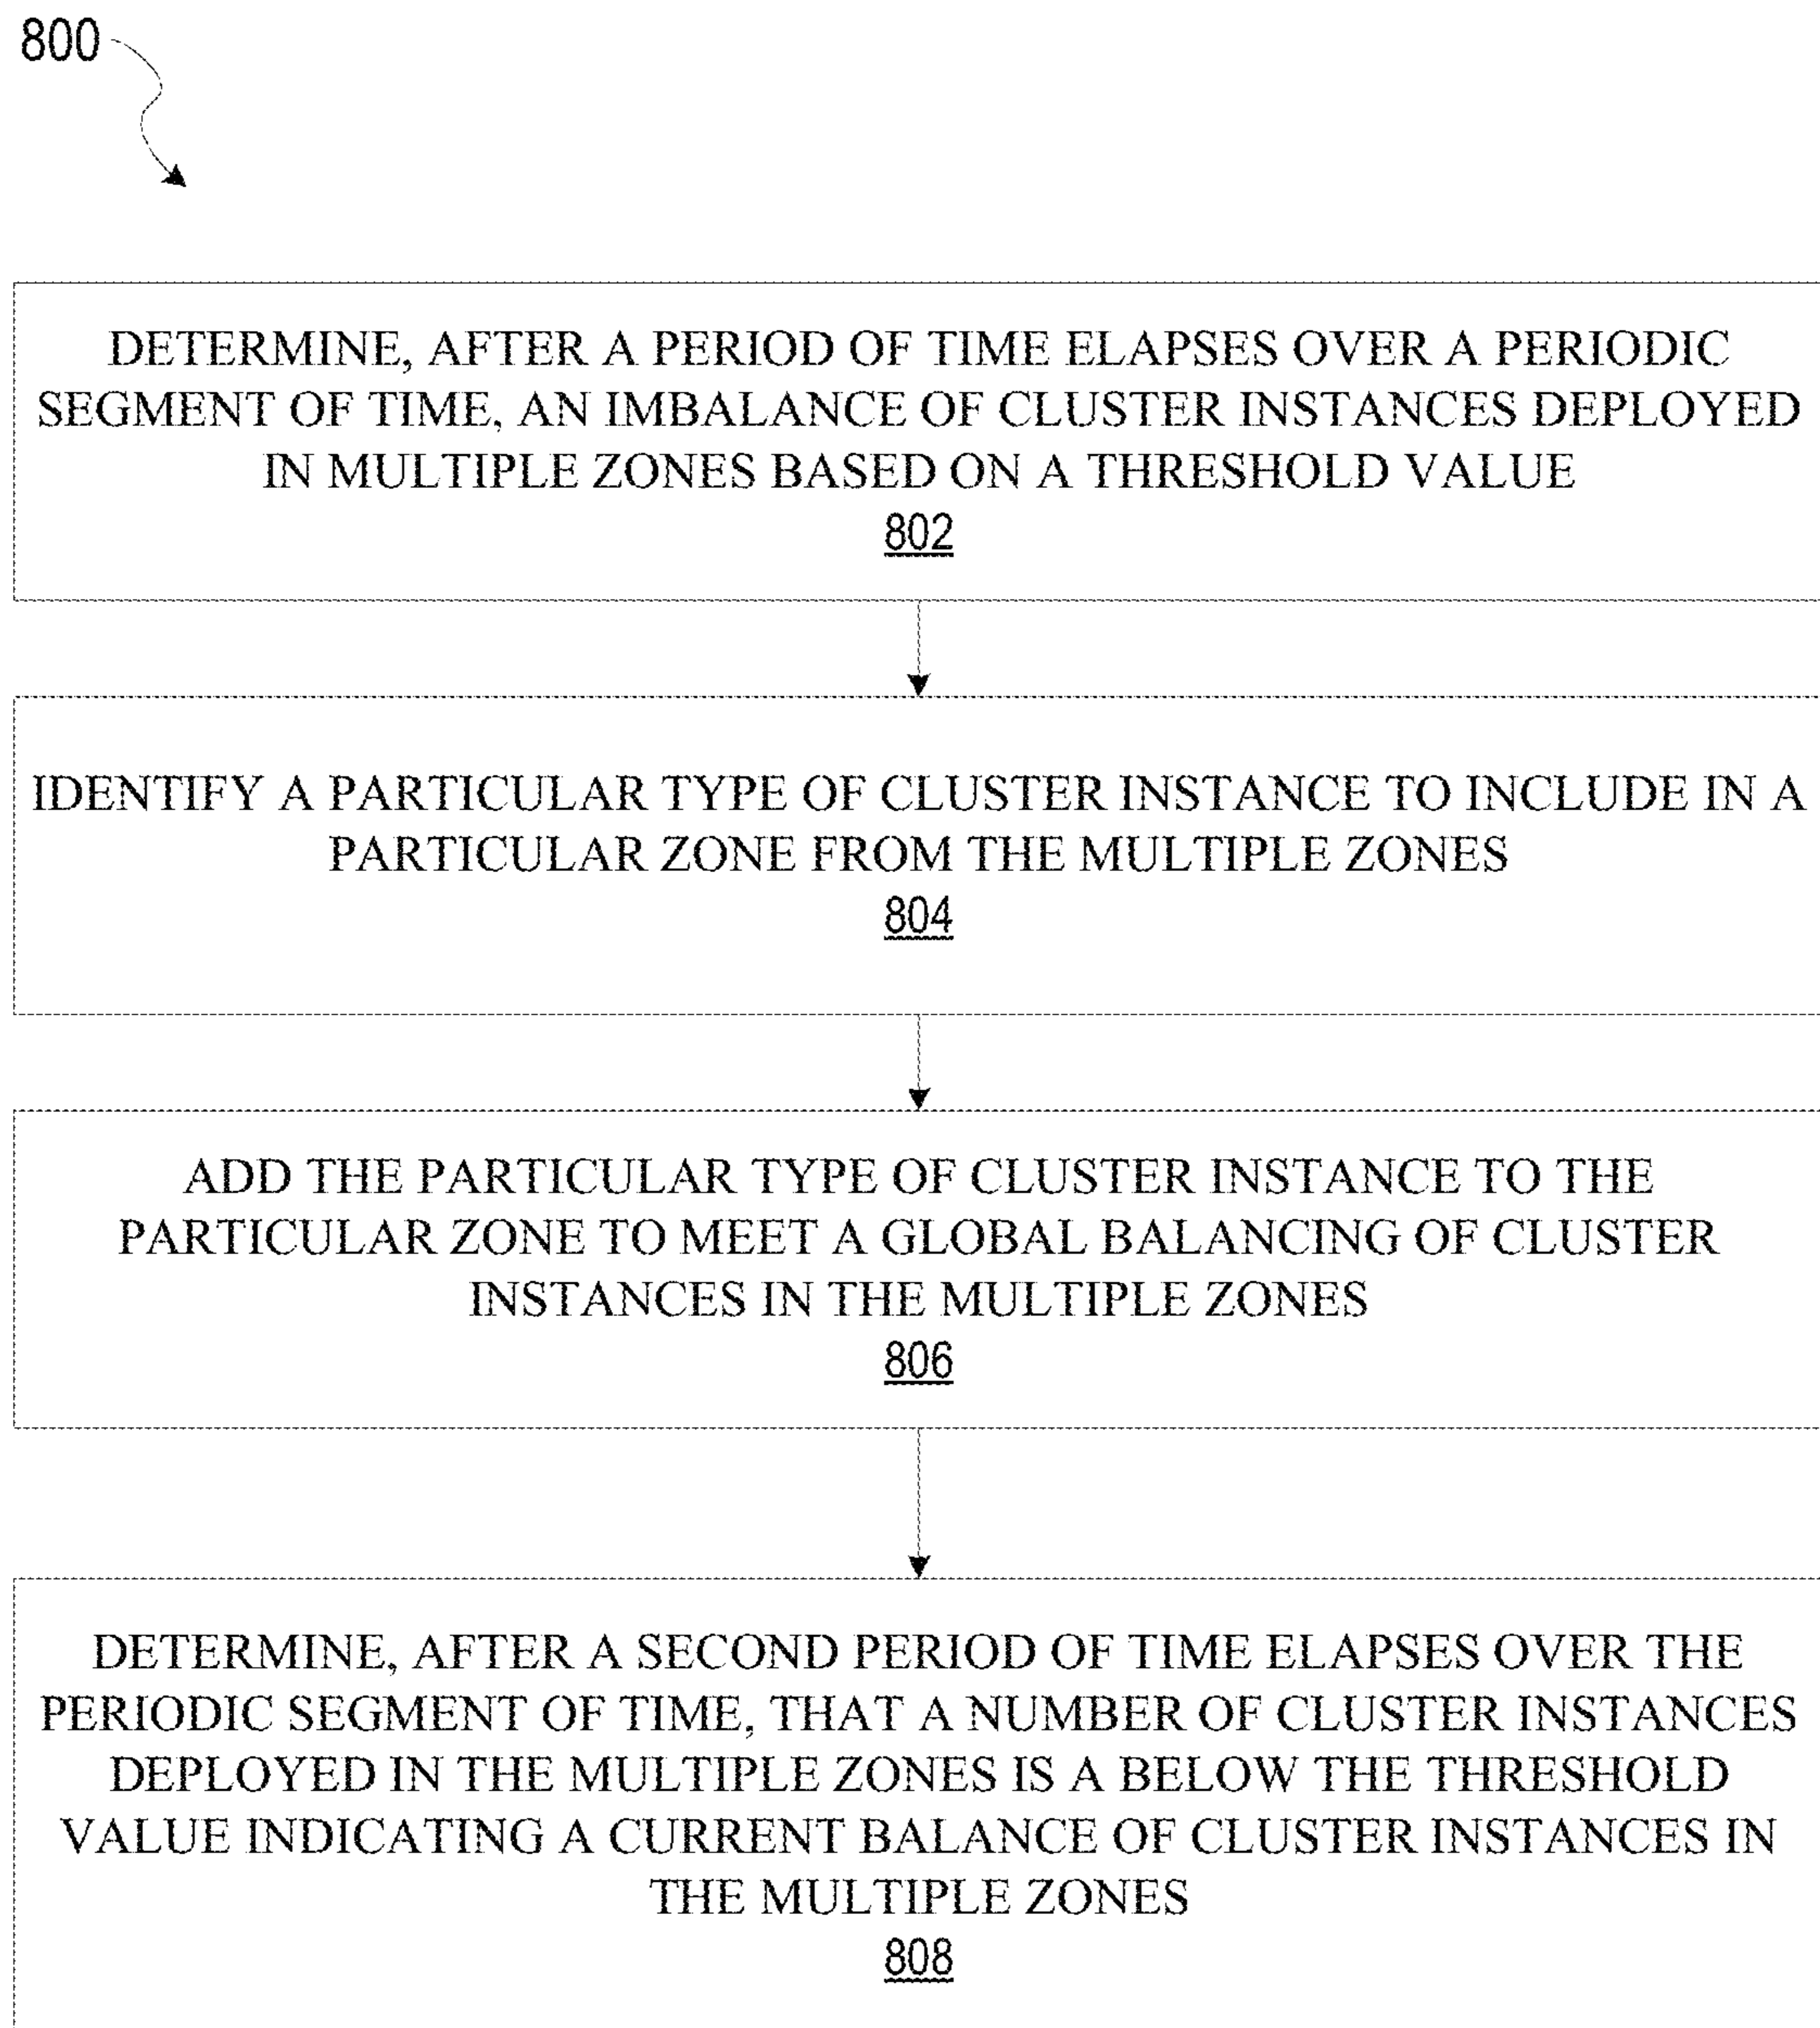 800
DETERMINE, AFTER A PERIOD OF TIME ELAPSES OVER A PERIODIC
SEGMENT OF TIME, AN IMBALANCE OF CLUSTER INSTANCES DEPLOYED
IN MULTIPLE ZONES BASED ON A THRESHOLD VALUE
802
IDENTIFY A PARTICULAR TYPE OF CLUSTER INSTANCE TO INCLUDE IN A
PARTICULAR ZONE FROM THE MULTIPLE ZONES
804
ADD THE PARTICULAR TYPE OF CLUSTER INSTANCE TO THE
PARTICULAR ZONE TO MEET A GLOBAL BALANCING OF CLUSTER
INSTANCES IN THE MULTIPLE ZONES
806
DETERMINE, AFTER A SECOND PERIOD OF TIME ELAPSES OVER THE
PERIODIC SEGMENT OF TIME, THAT A NUMBER OF CLUSTER INSTANCES
DEPLOYED IN THE MULTIPLE ZONES IS A BELOW THE THRESHOLD
VALUE INDICATING A CURRENT BALANCE OF CLUSTER INSTANCES IN
THE MULTIPLE ZONES
808